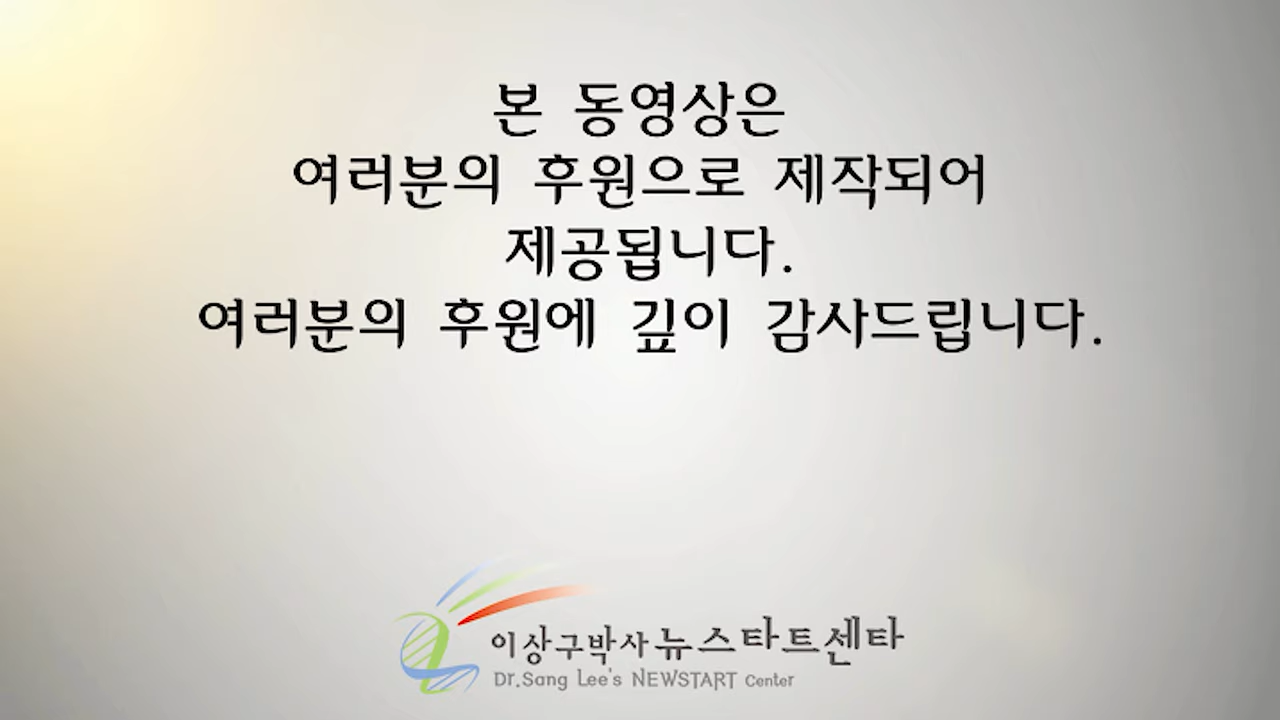 본 동영상은
여러분의 후원으로 제작되어
제공됩니다.
여러분의 후원에 깊이 감사드립니다.
이상구박사 뉴스타트센타
Dr.Sang Lee's NEWSTART Center